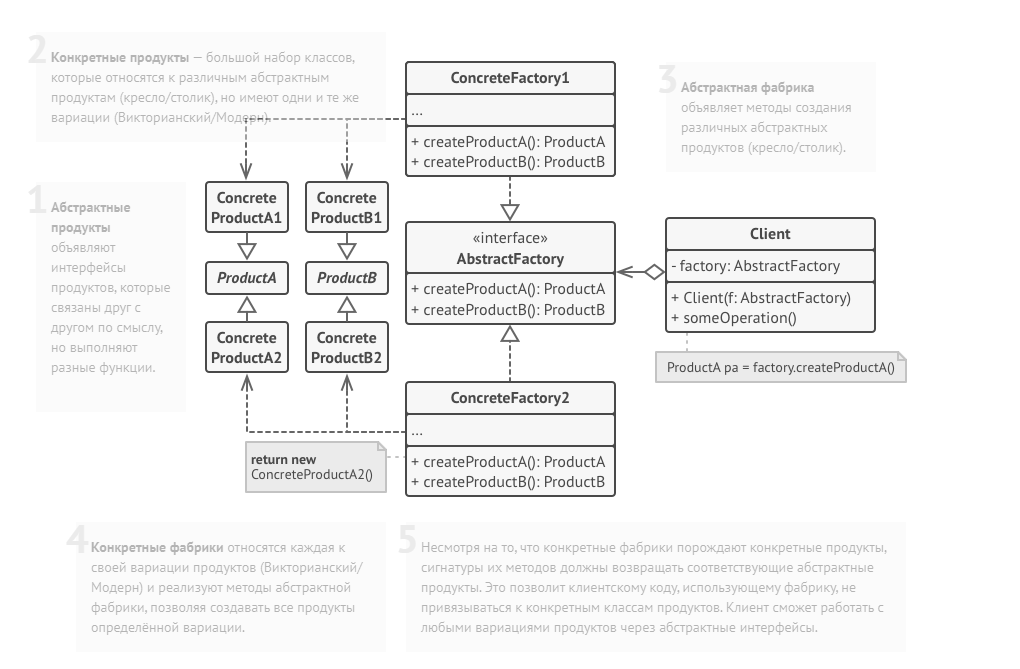 2
Конкретные продукты — большой набор классов,
которые относятся к различным абстрактным
продуктам (кресло/столик), но имеют одни и те же
вариации (Викторианский/Модерн).
ConcreteFactory1
...
+ createProductA(): ProductA
+ createProductB(): ProductB
3
Абстрактная фабрика
объявляет методы создания
различных абстрактных
продуктов (кресло/столик).
1
Абстрактные
продукты
объявляют
интерфейсы
продуктов, которые
связаны друг с
другом по смыслу,
но выполняют
разные функции.
Concrete
ProductA1
Concrete
ProductB1
ProductA
ProductB
Concrete
ProductA2
Concrete
ProductB2
«interface»
AbstractFactory
+ createProductA(): ProductA
+ createProductB(): ProductB
Client
- factory: AbstractFactory
+ Client(f: AbstractFactory)
+ someOperation()
ProductA pa = factory.createProductA()
ConcreteFactory2
...
+ createProductA(): ProductA
+ createProductB(): ProductB
return new
ConcreteProductA2()
4
Конкретные фабрики относятся каждая к
своей вариации продуктов (Викторианский/
Модерн) и реализуют методы абстрактной
фабрики, позволяя создавать все продукты
определённой вариации.
5
Несмотря на то, что конкретные фабрики порождают конкретные продукты,
сигнатуры их методов должны возвращать соответствующие абстрактные
продукты. Это позволит клиентскому коду, использующему фабрику, не
привязываться к конкретным классам продуктов. Клиент сможет работать с
любыми вариациями продуктов через абстрактные интерфейсы.